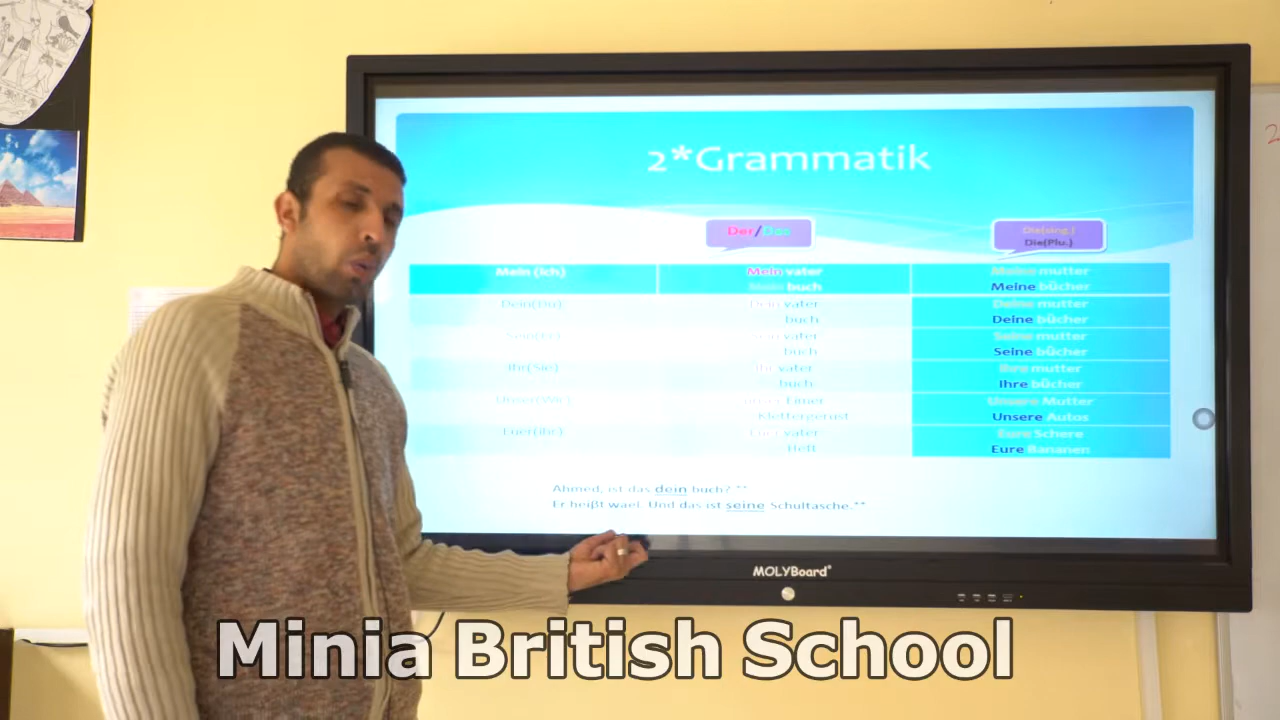 2*Grammatik
Der/Das
Die(sing.)
Die(Plu.)
Mein (Ich)
Mein vater
buch
Meine mutter
Meine bücher
Dein(Du)
Dein vater
buch
Deine mutter
Deine bücher
vater
buch
Seine mutter
Seine bücher
Ihr(Sie)
Ihr vater
buch
Ihre mutter
Ihre bücher
Unser(Wir)
unser Eimer
Klettergerüst
Unsere Mutter
Unsere Autos
Euer(ihr)
Euer vater
Heft
Eure Schere
Eure Bananen
Ahmed, ist das dein buch? **
Er heißt wael. Und das ist seine Schultasche.**
MOLYBoard
Minia British School